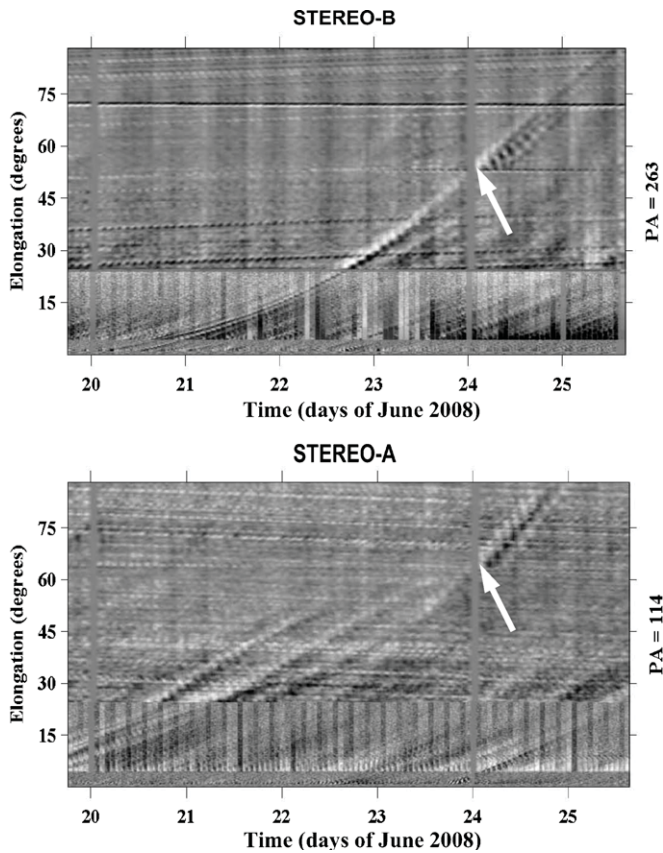 STEREO-B
75
60
45
30
15
Elongation (degrees)
PA = 263
20 21 22 23 24 25
Time (days of June 2008)
STEREO-A
75
60
45
30
15
Elongation (degrees)
PA = 114
20 21 22 23 24 25
Time (days of June 2008)